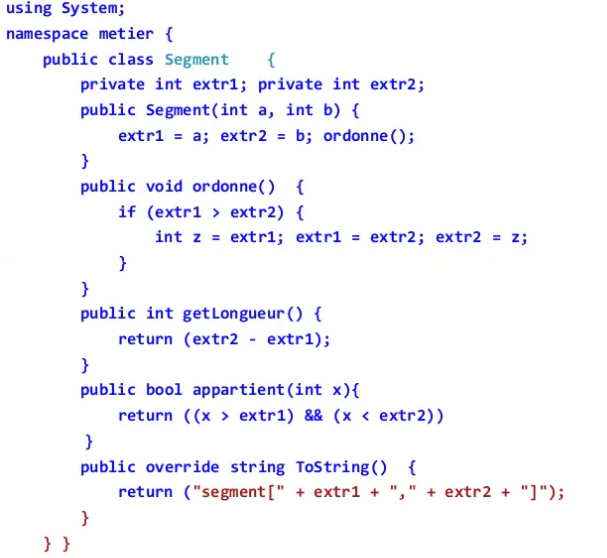 using System;
namespace metier {
public class Segment {
private int extr1; private int extr2;
public Segment(int a, int b) {
extr1 = a; extr2 = b; ordonne();
}
public void ordonne() {
if (extr1 > extr2) {
int z = extr1; extr1 = extr2; extr2 = z;
}
}
public int getLongueur() {
return (extr2 - extr1);
}
public bool appartient(int x){
return ((x > extr1) && (x < extr2))
}
public override string ToString() {
return ("segment[" + extr1 + "," + extr2 + "]");
}
} }